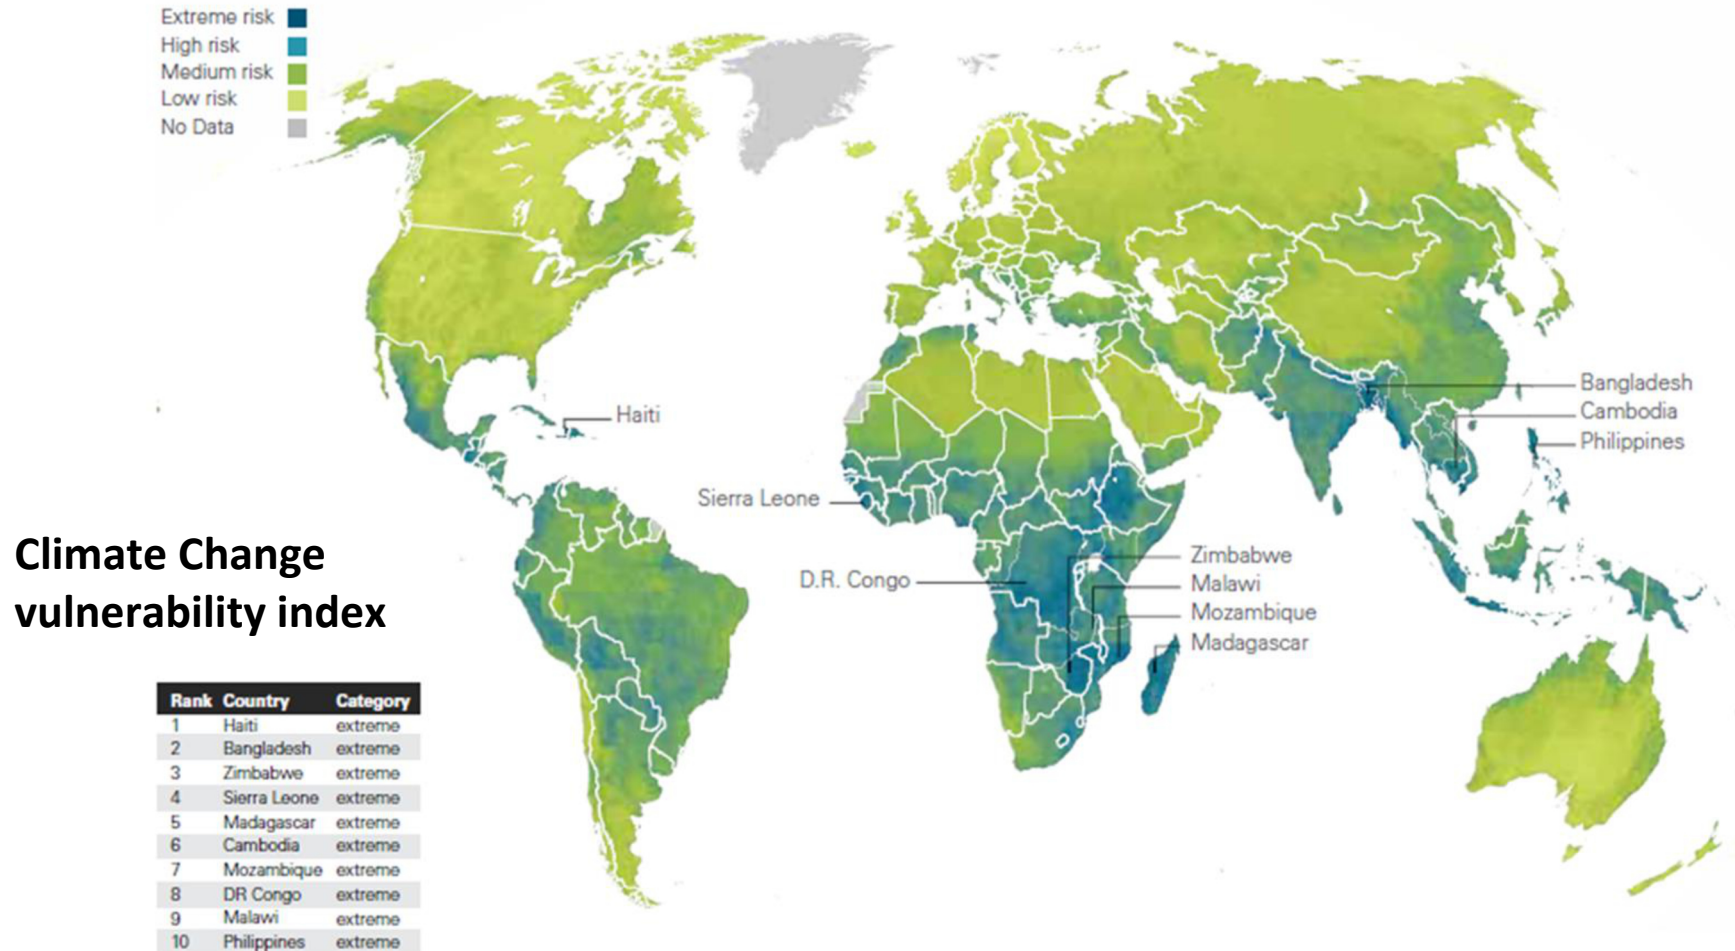 Extreme risk
High risk
Medium risk
Low risk
No Data
Haiti
Bangladesh
Cambodia
Philippines
Sierra Leone
D.R. Congo
Zimbabwe
Malawi
Mozambique
Madagascar
Climate Change
vulnerability index
Rank Country Category
1 Haiti extreme
2 Bangladesh extreme
3 Zimbabwe extreme
4 Sierra Leone extreme
5 Madagascar extreme
6 Cambodia extreme
7 Mozambique extreme
8 DR Congo extreme
9 Malawi extreme
10 Philippines extreme